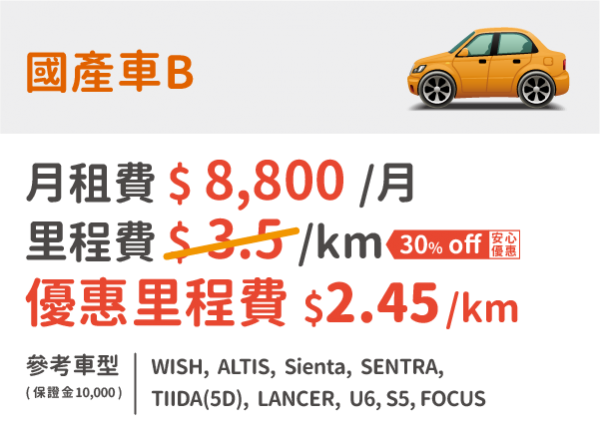 國產車B
月租費 $ 8,800 /月
里程費 $ 3.5 /km 30% off 安心優惠
優惠里程費 $2.45/km
參考車型
(保證金10,000)
WISH, ALTIS, Sienta, SENTRA,
TIIDA(5D), LANCER, U6, S5, FOCUS